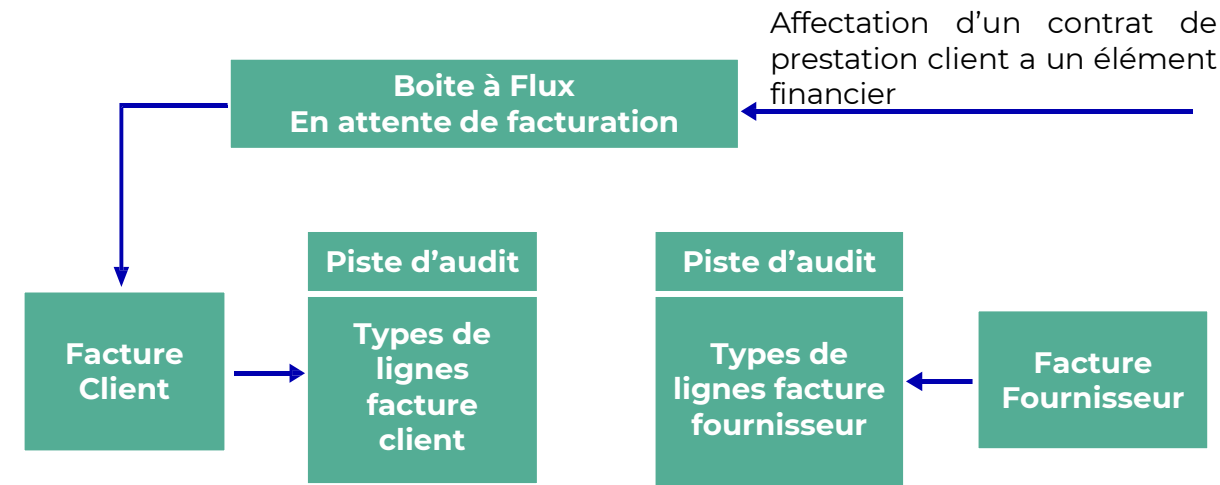 Affectation d’un contrat de
prestation client a un élément
financier
Boite à Flux
En attente de facturation
Piste d’audit
Piste d’audit
Facture
Client
Types de
lignes
facture
client
Types de
lignes facture
fournisseur
Facture
Fournisseur